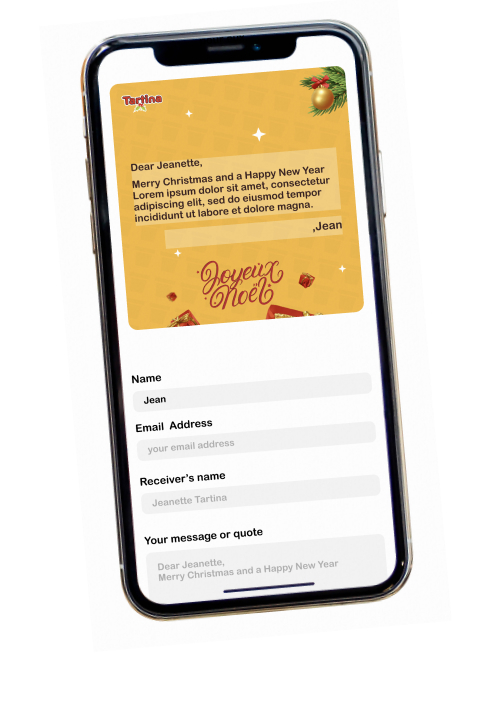 Tartina
Dear Jeanette,
Merry Christmas and a Happy New Year
Lorem ipsum dolor sit amet, consectetur
adipiscing elit, sed do eiusmod tempor
incididunt ut labore et dolore magna.
,Jean
Joyeux
Noël
Name
Jean
Email Address
your email address
Receiver's name
Jeanette Tartina
Your message or quote
Dear Jeanette,
Merry Christmas and a Happy New Year